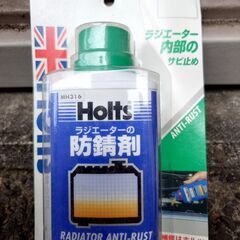 ラジエーター
内部の
サビ止め
MH316
Holts
ラジエーターの
防錆剤
RADIATOR ANTI-RUST
ANTI-RUST